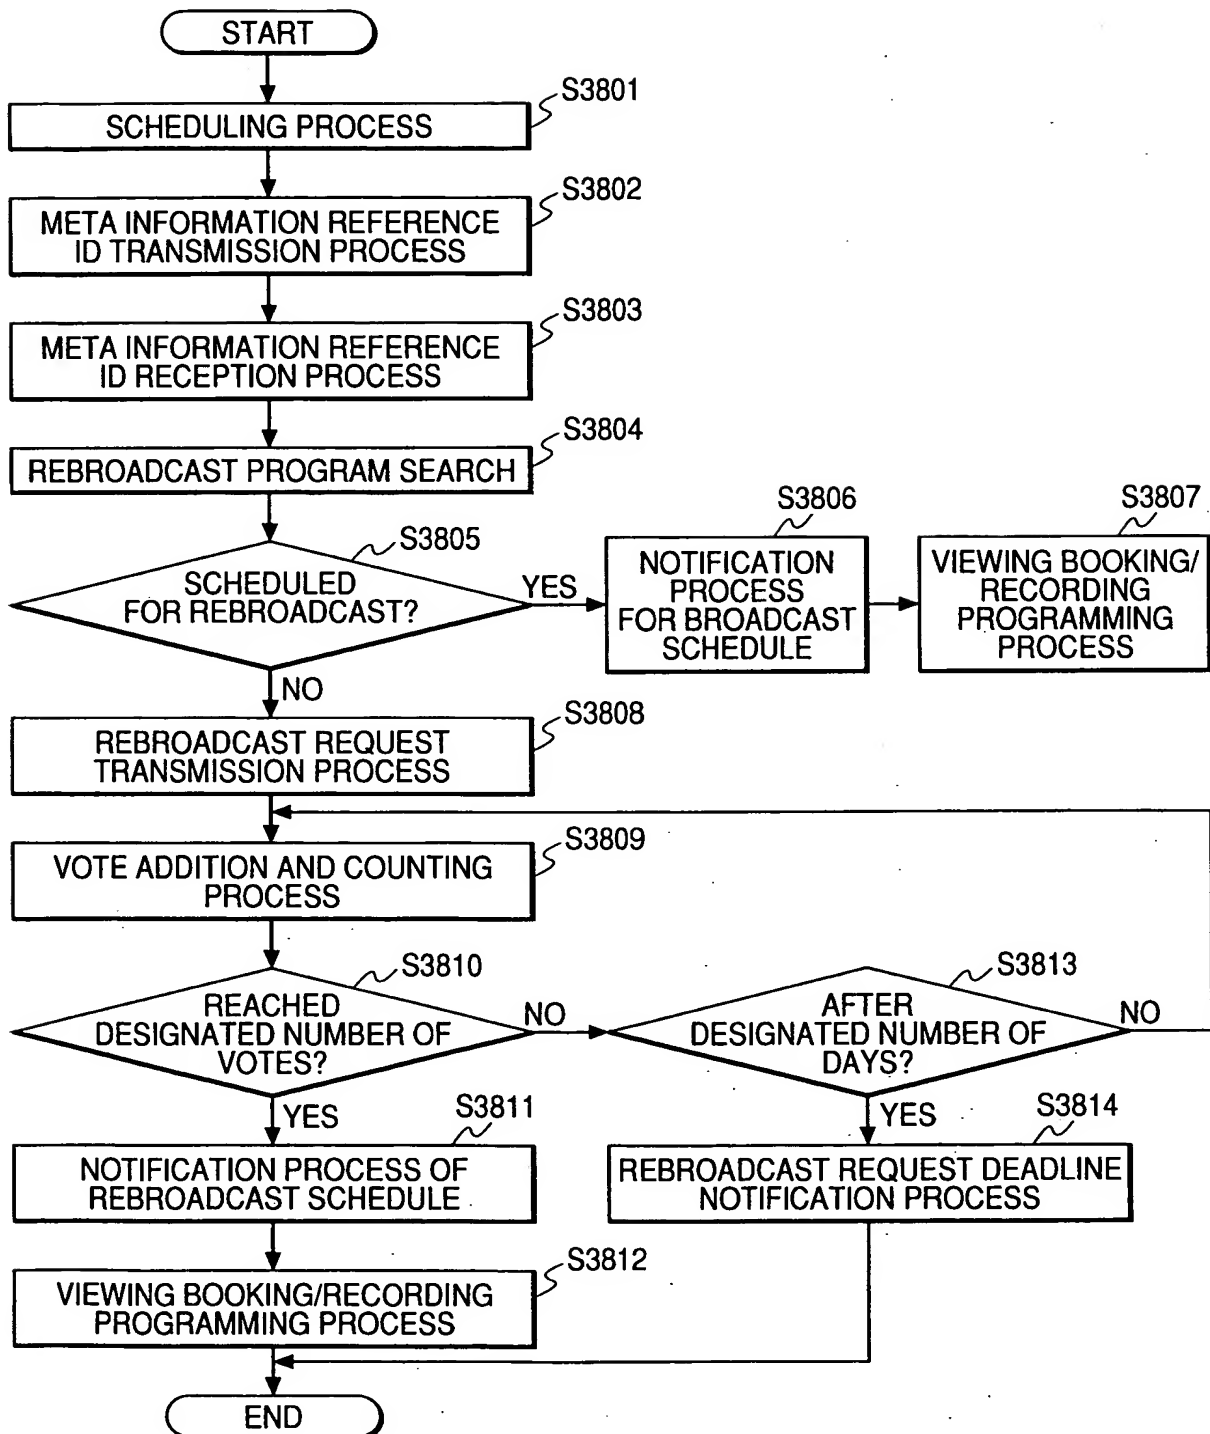 START
S3801
SCHEDULING PROCESS
S3802
META INFORMATION REFERENCE
ID TRANSMISSION PROCESS
S3803
META INFORMATION REFERENCE
ID RECEPTION PROCESS
S3804
REBROADCAST PROGRAM SEARCH
S3805
SCHEDULED
FOR REBROADCAST?
YES
NO
S3806
NOTIFICATION
PROCESS
FOR BROADCAST
SCHEDULE
S3807
VIEWING BOOKING/
RECORDING
PROGRAMMING
PROCESS
S3808
REBROADCAST REQUEST
TRANSMISSION PROCESS
S3809
VOTE ADDITION AND COUNTING
PROCESS
S3810
REACHED
DESIGNATED NUMBER OF
VOTES?
NO
YES
S3813
AFTER
DESIGNATED NUMBER OF
DAYS?
NO
YES
S3811
NOTIFICATION PROCESS OF
REBROADCAST SCHEDULE
S3814
REBROADCAST REQUEST DEADLINE
NOTIFICATION PROCESS
S3812
VIEWING BOOKING/RECORDING
PROGRAMMING PROCESS
END